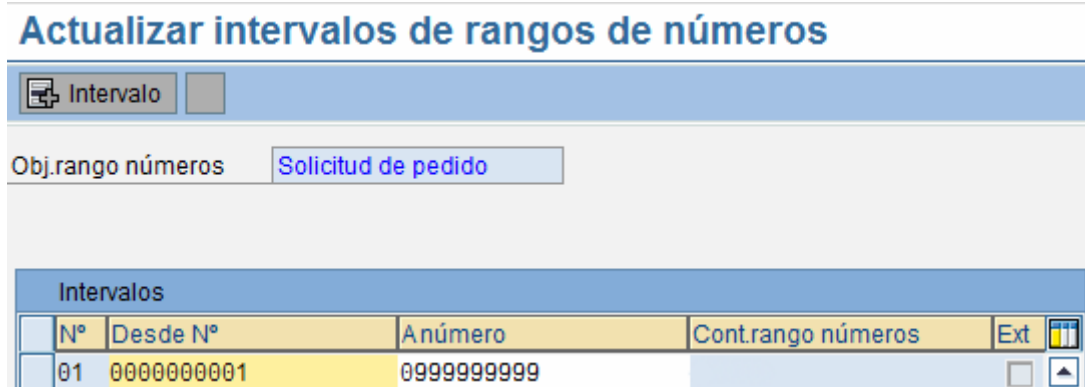 Actualizar intervalos de rangos de números
Intervalo
Obj.rango números Solicitud de pedido
Intervalos
Nº Desde Nº A número Cont.rango números Ext
01 0000000001 0999999999